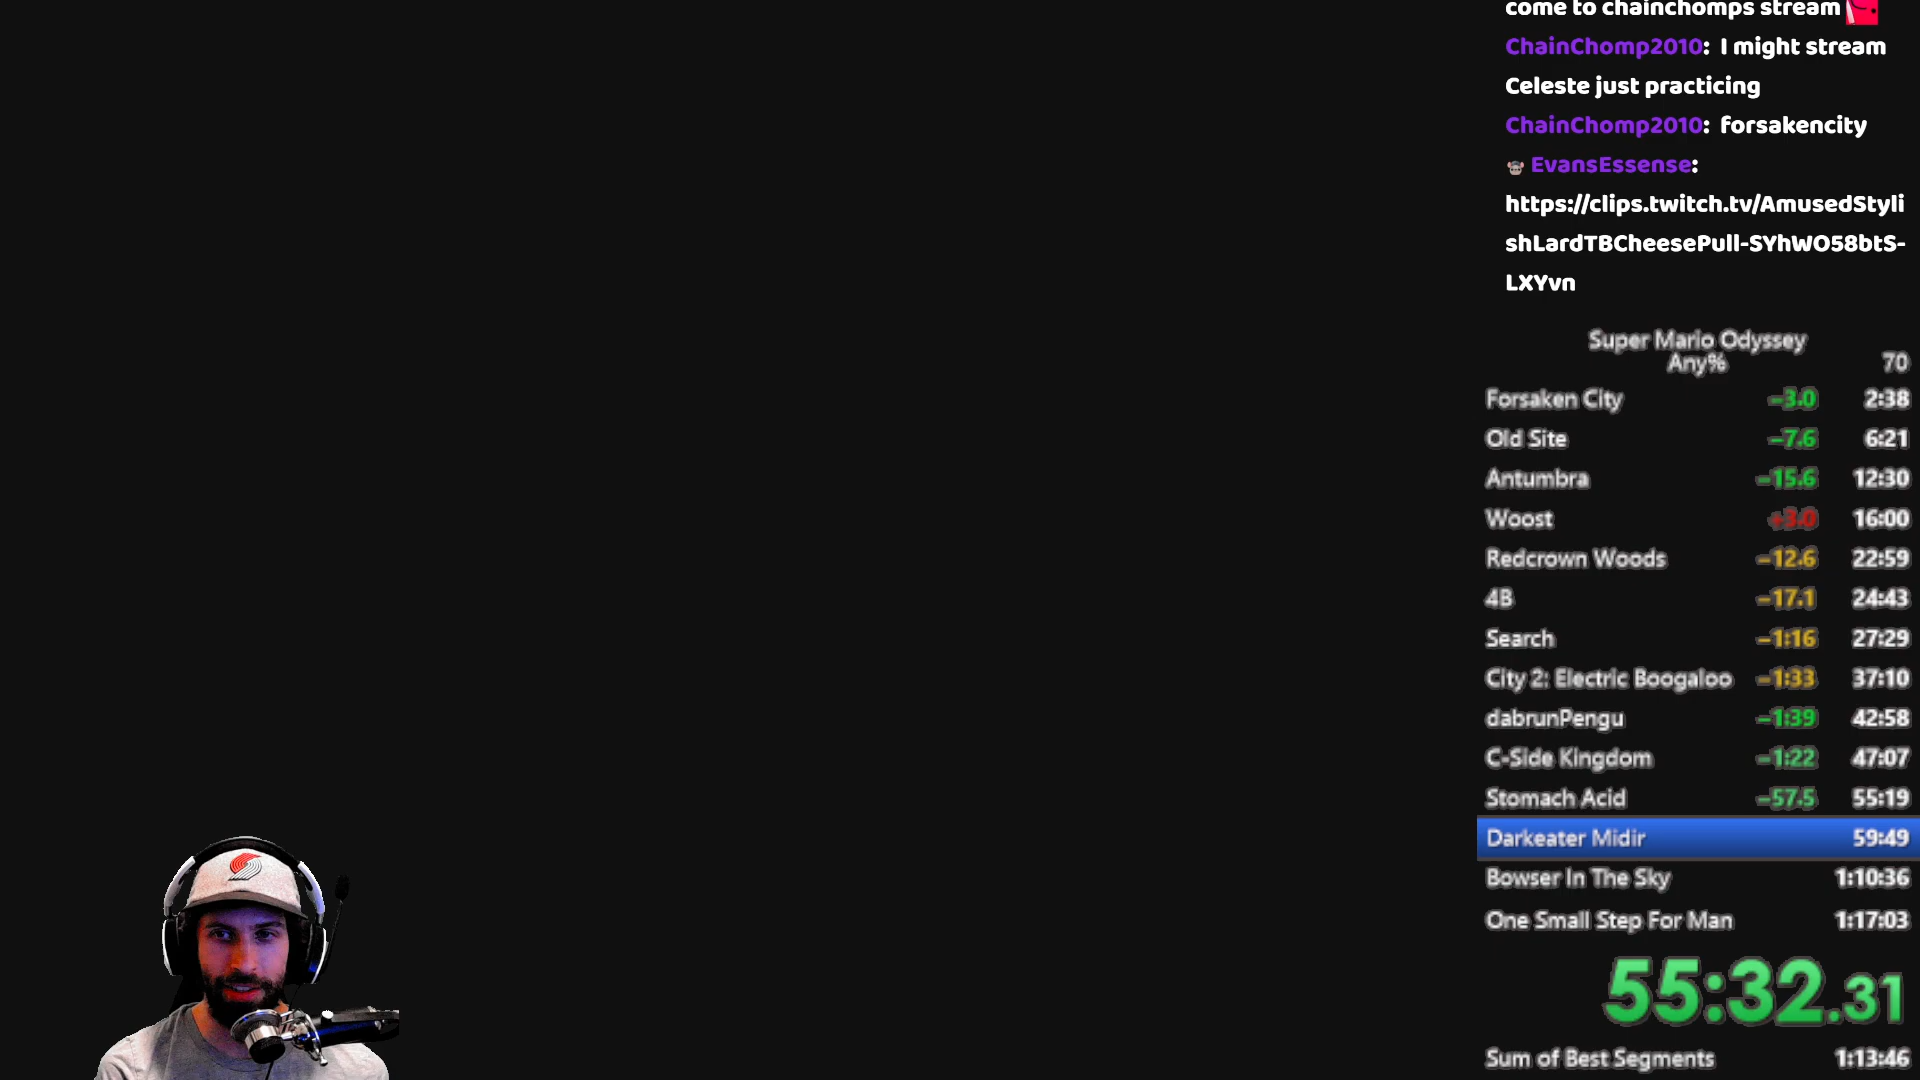 come to chainchomps stream
ChainChomp2010: I might stream
Celeste just practicing
ChainChomp2010: forsakencity
EvansEssense:
https://clips.twitch.tv/AmusedStyli
shLardTBCheesePull-SYhWO58btS-
LXYvn
Super Mario Odyssey
Any% 70
Forsaken City -3.0 2:38
Old Site -7.6 6:21
Antumbra -15.6 12:30
Woost +3.0 16:00
Redcrown Woods -12.6 22:59
4B -17.1 24:43
Search -1:16 27:29
City 2: Electric Boogaloo -1:33 37:10
dabrunPengu -1:39 42:58
C-Side Kingdom -1:22 47:07
Stomach Acid -57.5 55:19
Darkeater Midir 59:49
Bowser In The Sky 1:10:36
One Small Step For Man 1:17:03
55:32.31
Sum of Best Segments 1:13:46